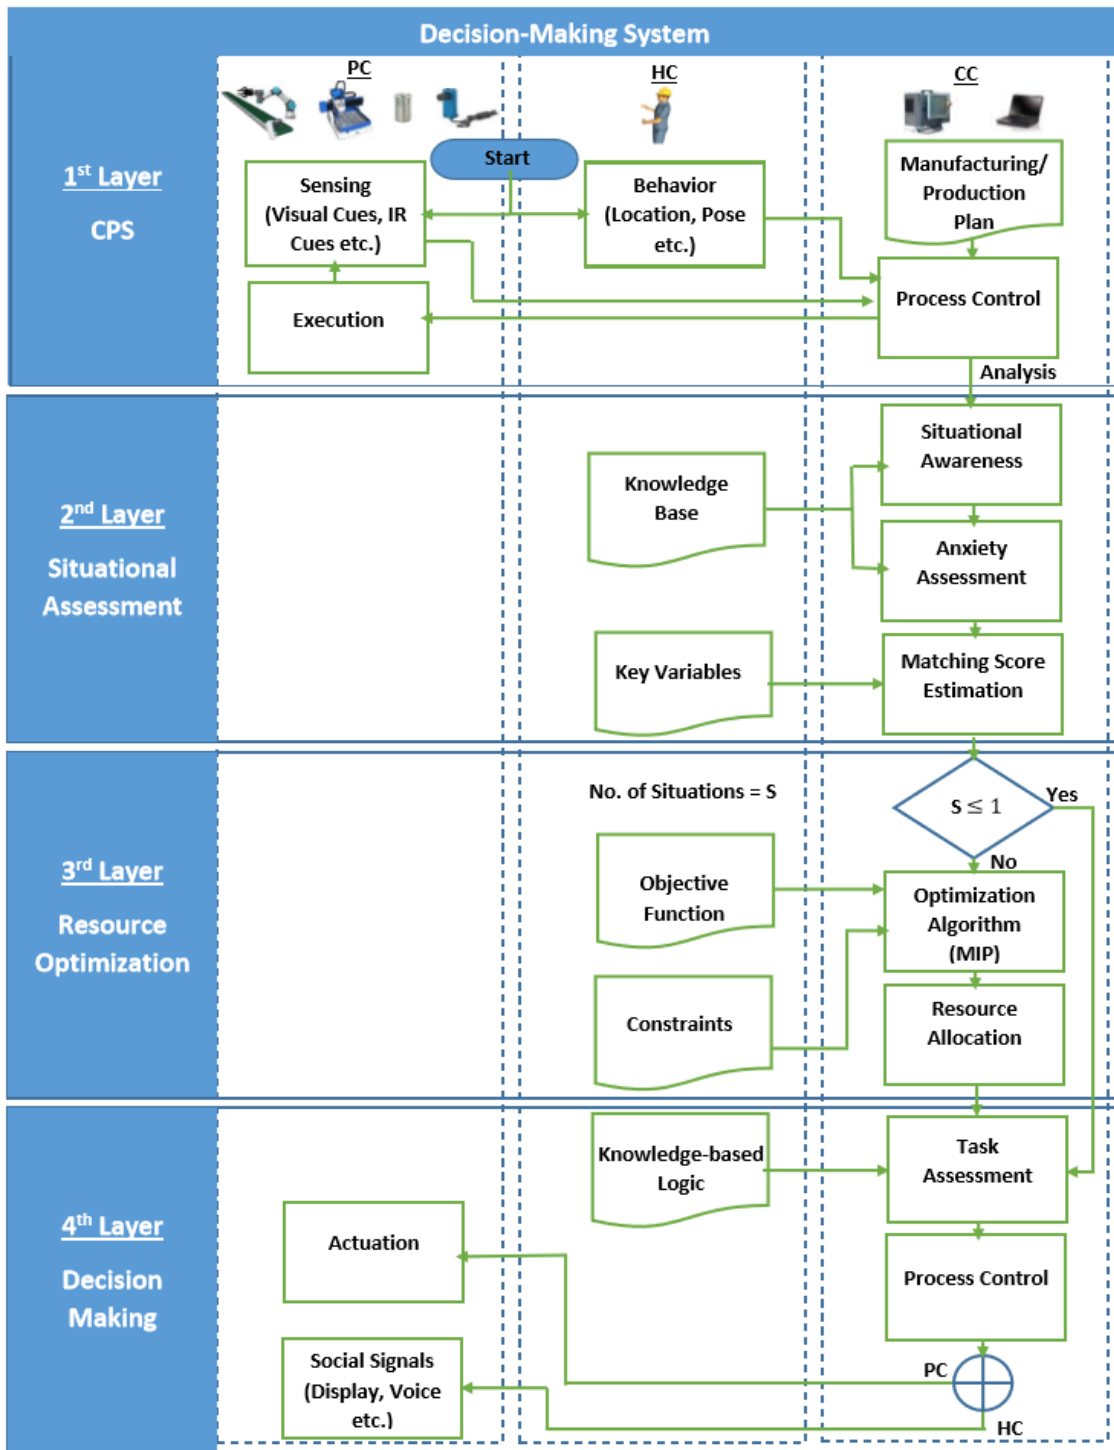 Decision-Making System
PC
HC
CC
1st Layer
CPS
Start
Sensing
(Visual Cues, IR
Cues etc.)
Behavior
(Location, Pose
etc.)
Manufacturing/
Production
Plan
Execution
Process Control
Analysis
2nd Layer
Situational
Assessment
Knowledge
Base
Situational
Awareness
Anxiety
Assessment
Key Variables
Matching Score
Estimation
3rd Layer
Resource
Optimization
No. of Situations = S
S ≤ 1
Yes
No
Objective
Function
Optimization
Algorithm
(MIP)
Constraints
Resource
Allocation
4th Layer
Decision
Making
Knowledge-based
Logic
Task
Assessment
Actuation
Process Control
Social Signals
(Display, Voice
etc.)
PC
HC